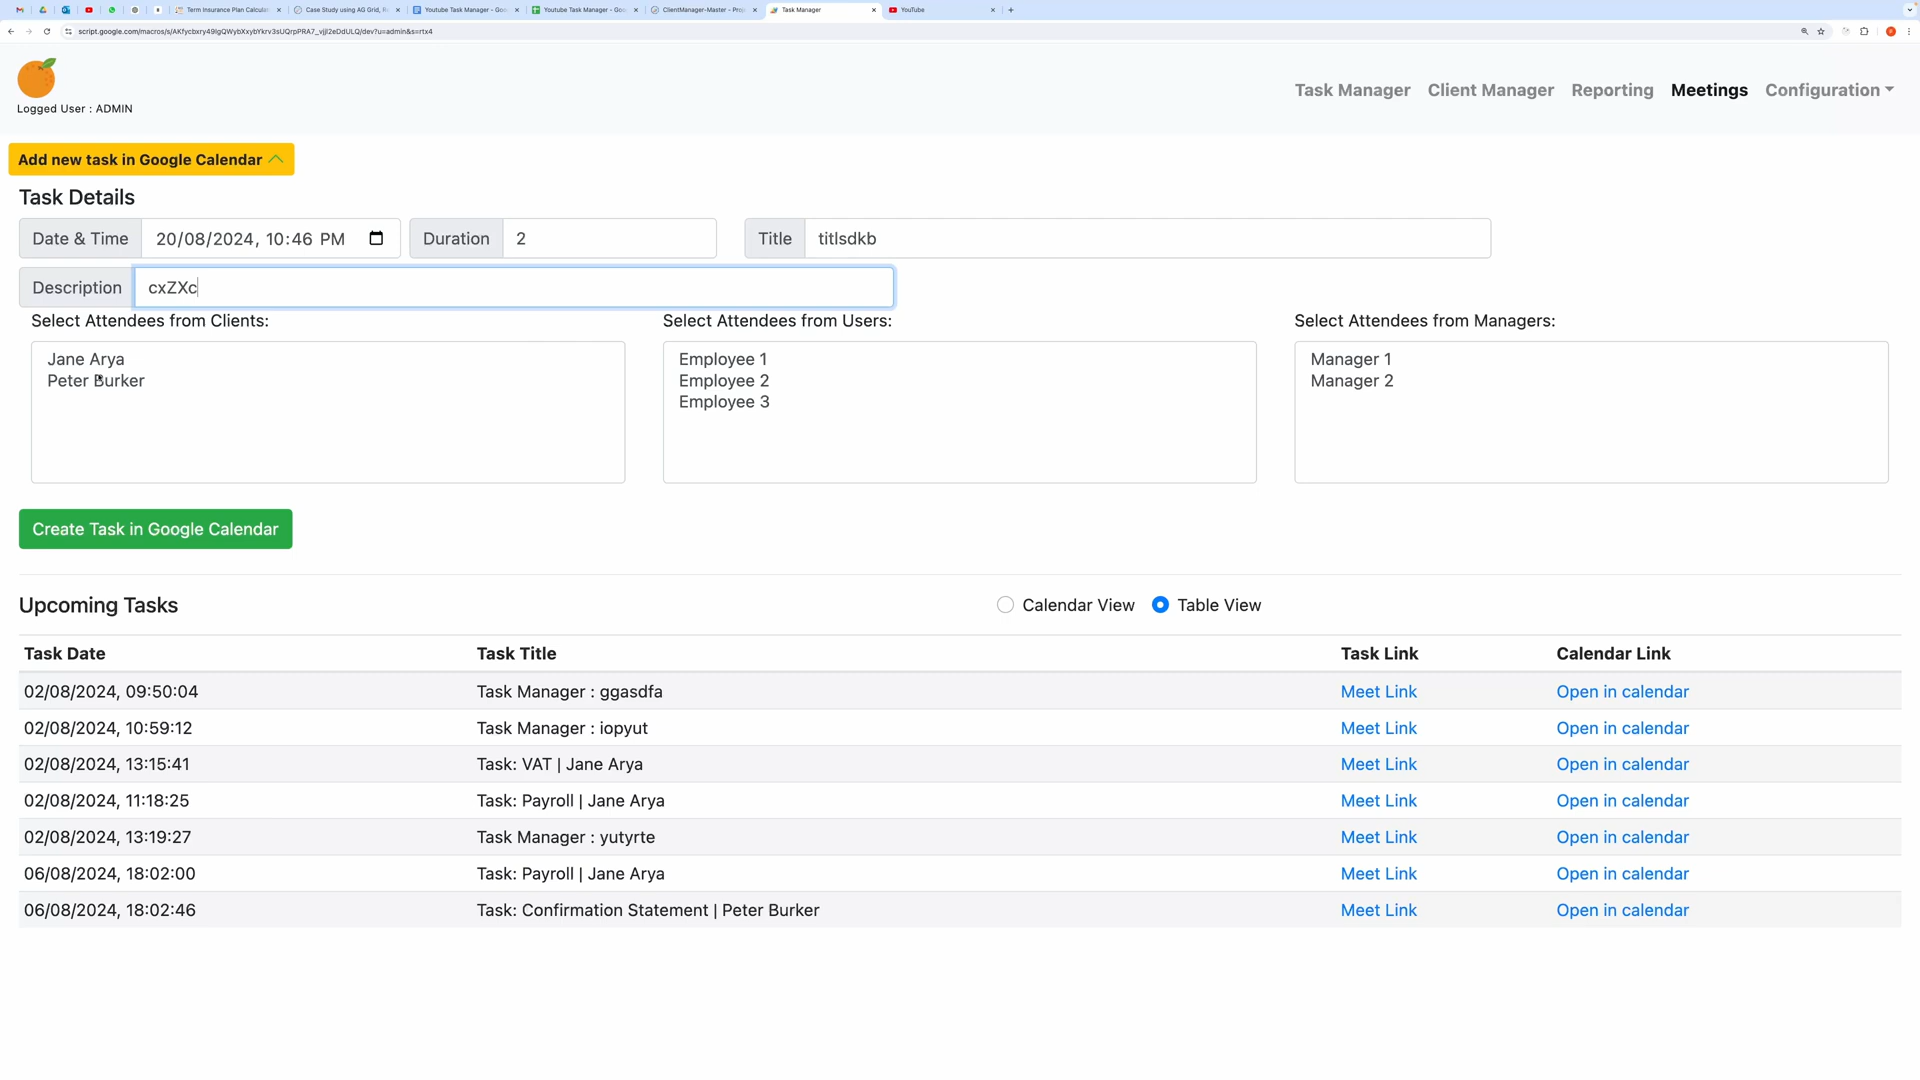 Term Insurance Plan Calculat
Case Study using AG Grid, R
Youtube Task Manager - Goo
Youtube Task Manager - Goo
ClientManager-Master - Proj
Task Manager
YouTube
Logged User : ADMIN
Task Manager Client Manager Reporting Meetings Configuration
Add new task in Google Calendar
Task Details
Date & Time 20/08/2024, 10:46 PM Duration 2 Title titlsdkb
Description cxZXc
Select Attendees from Clients: Select Attendees from Users: Select Attendees from Managers:
Jane Arya Employee 1 Manager 1
Peter Burker Employee 2 Manager 2
Employee 3
Create Task in Google Calendar
Upcoming Tasks Calendar View Table View
Task Date Task Title Task Link Calendar Link
02/08/2024, 09:50:04 Task Manager : ggasdfa Meet Link Open in calendar
02/08/2024, 10:59:12 Task Manager : iopyut Meet Link Open in calendar
02/08/2024, 13:15:41 Task: VAT | Jane Arya Meet Link Open in calendar
02/08/2024, 11:18:25 Task: Payroll | Jane Arya Meet Link Open in calendar
02/08/2024, 13:19:27 Task Manager : yutyrte Meet Link Open in calendar
06/08/2024, 18:02:00 Task: Payroll | Jane Arya Meet Link Open in calendar
06/08/2024, 18:02:46 Task: Confirmation Statement | Peter Burker Meet Link Open in calendar